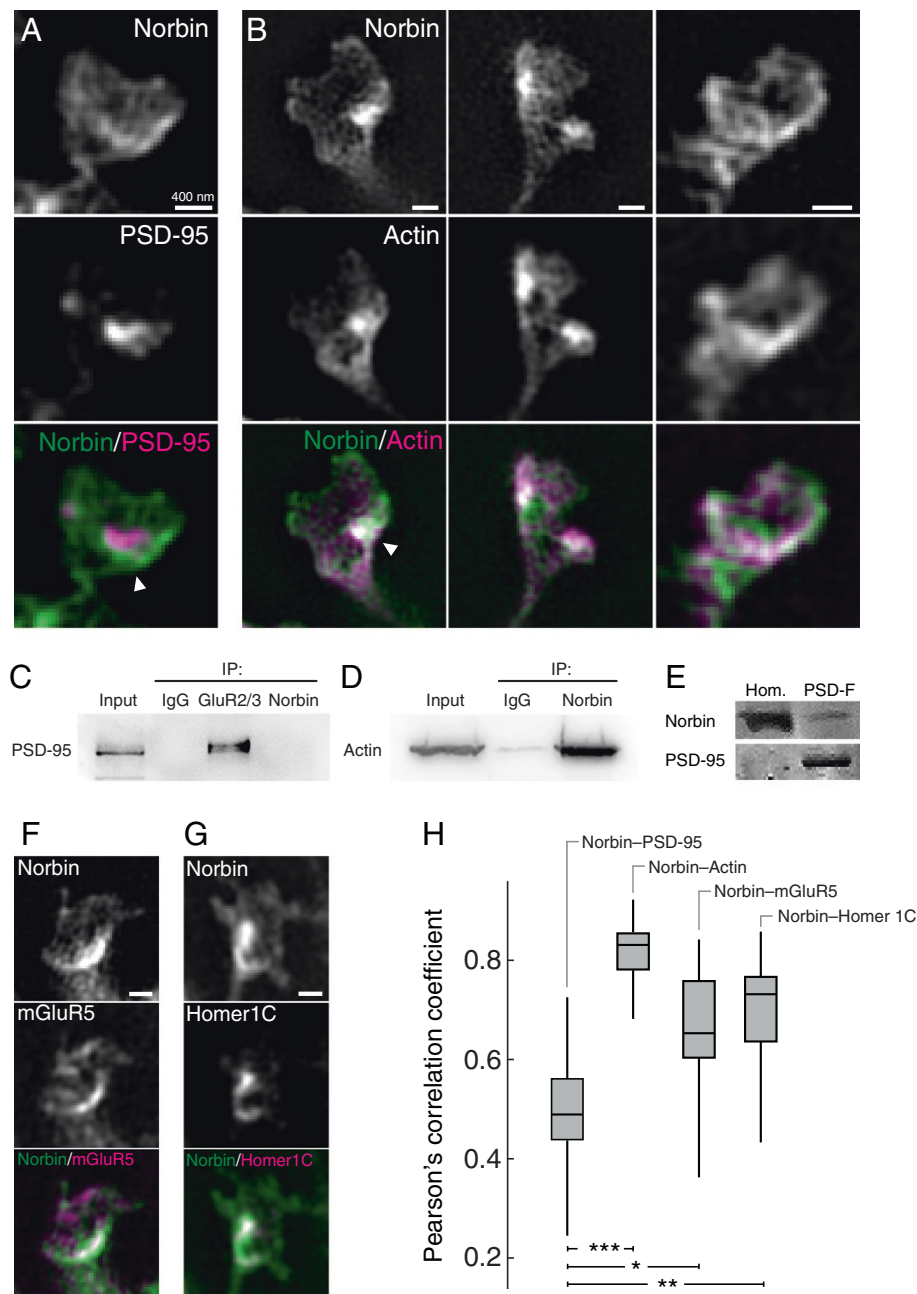 A
Norbin
B
Norbin
400 nm
PSD-95
Actin
Norbin/PSD-95
Norbin/Actin
C
IP:
Input IgG GluR2/3 Norbin
PSD-95
D
IP:
Input IgG Norbin
Actin
E
Hom. PSD-F
Norbin
PSD-95
F
Norbin
mGluR5
Norbin/mGluR5
G
Norbin
Homer1C
Norbin/Homer1C
H
Norbin–PSD-95
Norbin–Actin
Norbin–mGluR5
Norbin–Homer 1C
Pearson's correlation coefficient
0.8
0.6
0.4
0.2
***
*
**